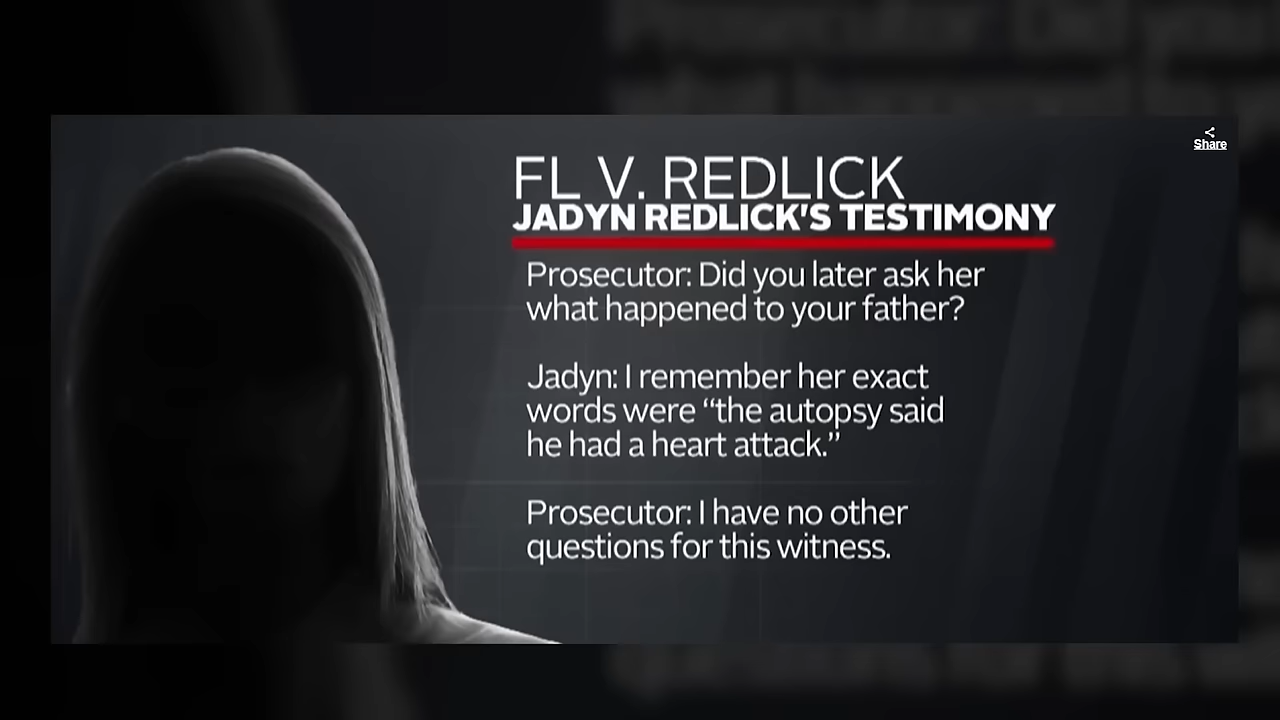 Share
FL V. REDLICK
JADYN REDLICK'S TESTIMONY
Prosecutor: Did you later ask her
what happened to your father?
Jadyn: I remember her exact
words were “the autopsy said
he had a heart attack.”
Prosecutor: I have no other
questions for this witness.